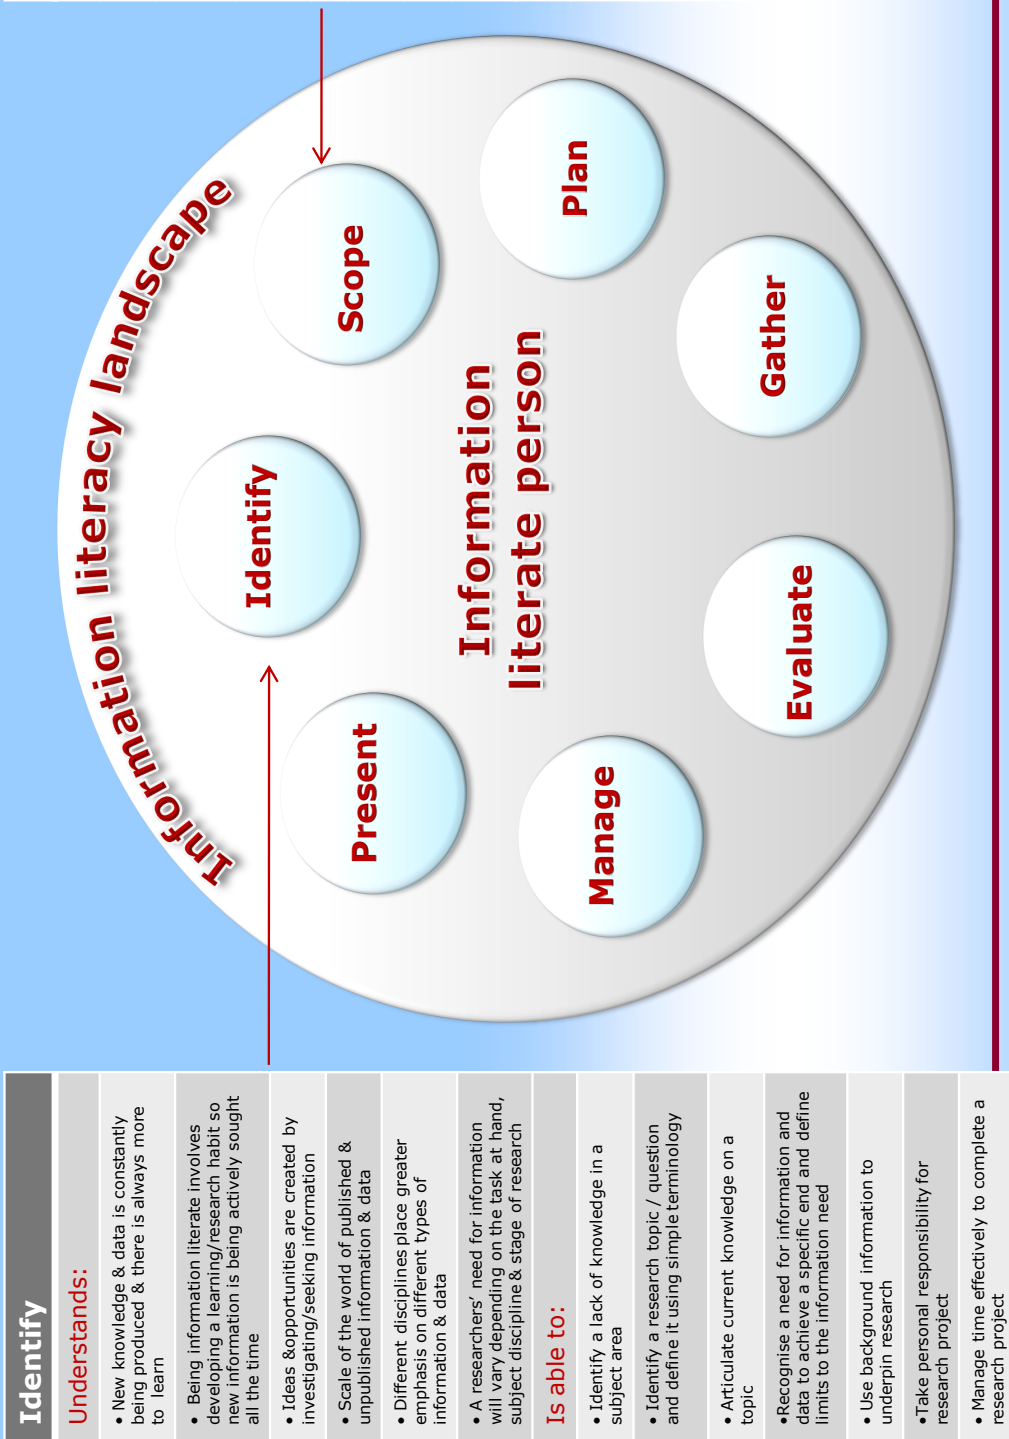 Identify
Understands:
• New knowledge & data is constantly
being produced & there is always more
to learn
• Being information literate involves
developing a learning/research habit so
new information is being actively sought
all the time
• Ideas &opportunities are created by
investigating/seeking information
• Scale of the world of published &
unpublished information & data
• Different disciplines place greater
emphasis on different types of
information & data
• A researchers’ need for information
will vary depending on the task at hand,
subject discipline & stage of research
Is able to:
• Identify a lack of knowledge in a
subject area
• Identify a research topic / question
and define it using simple terminology
• Articulate current knowledge on a
topic
•Recognise a need for information and
data to achieve a specific end and define
limits to the information need
• Use background information to
underpin research
•Take personal responsibility for
research project
• Manage time effectively to complete a
research project
Information literacy landscape
Identify
Scope
Plan
Gather
Evaluate
Manage
Present
Information
literate person